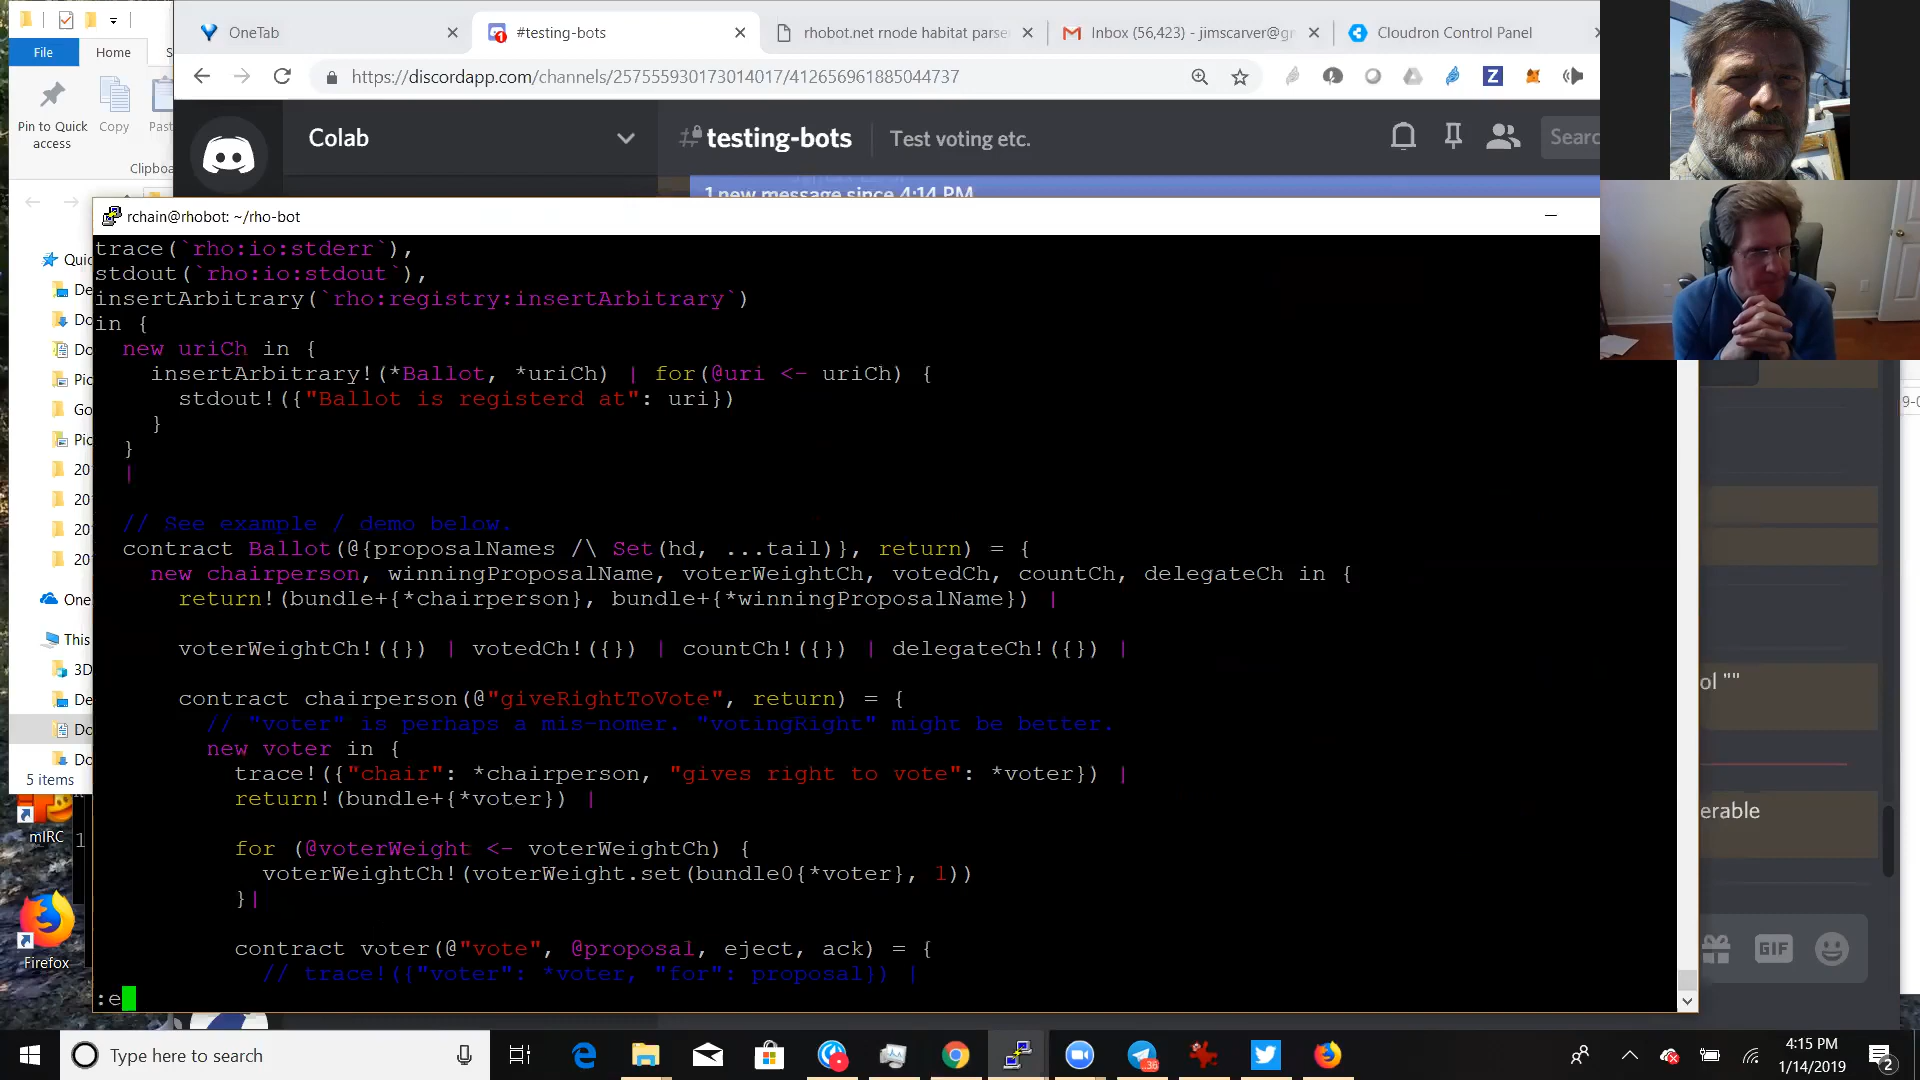 File
Home
Pin to Quick
access
Copy
Clipboa
5 items
mIRC
Firefox
OneTab
#testing-bots
rhobot.net rnode habitat parse
Inbox (56,423) - jimscarver@g
Cloudron Control Panel
https://discordapp.com/channels/257555930173014017/412656961885044737
Colab
testing-bots
Test voting etc.
Searc
1 new message since 4:14 PM
rchain@rhobot: ~/rho-bot
trace(`rho:io:stderr`),
stdout(`rho:io:stdout`),
insertArbitrary(`rho:registry:insertArbitrary`)
in {
new uriCh in {
insertArbitrary!(*Ballot, *uriCh) | for(@uri <- uriCh) {
stdout!({"Ballot is registerd at": uri})
}
}
|
// See example / demo below.
contract Ballot(@{proposalNames /\ Set(hd, ...tail)}, return) = {
new chairperson, winningProposalName, voterWeightCh, votedCh, countCh, delegateCh in {
return!(bundle+{*chairperson}, bundle+{*winningProposalName}) |
voterWeightCh!({}) | votedCh!({}) | countCh!({}) | delegateCh!({}) |
contract chairperson(@"giveRightToVote", return) = {
// "voter" is perhaps a mis-nomer. "votingRight" might be better.
new voter in {
trace!({"chair": *chairperson, "gives right to vote": *voter}) |
return!(bundle+{*voter}) |
for (@voterWeight <- voterWeightCh) {
voterWeightCh!(voterWeight.set(bundle0{*voter}, 1))
}|
contract voter(@"vote", @proposal, eject, ack) = {
// trace!({"voter": *voter, "for": proposal}) |
:e
ol ""
erable
GIF
Type here to search
4:15 PM
1/14/2019
2